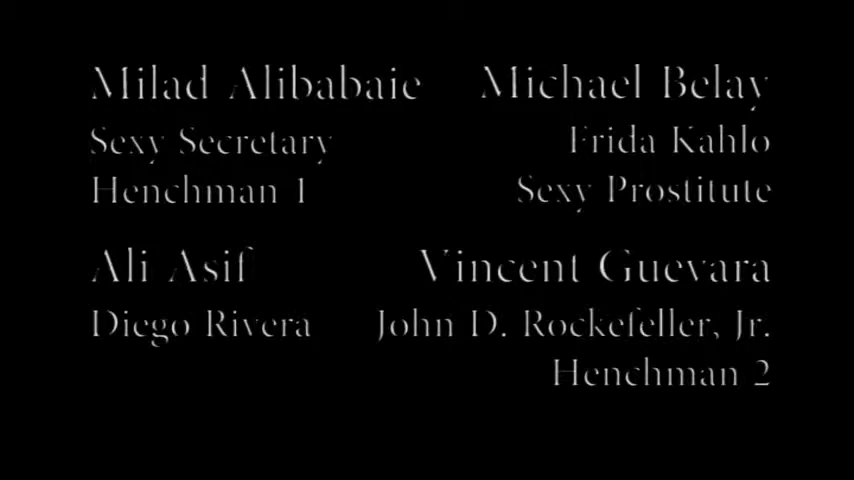 Milad Alibabaie
Sexy Secretary
Henchman 1
Michael Belay
Frida Kahlo
Sexy Prostitute
Ali Asif
Diego Rivera
Vincent Guevara
John D. Rockefeller, Jr.
Henchman 2